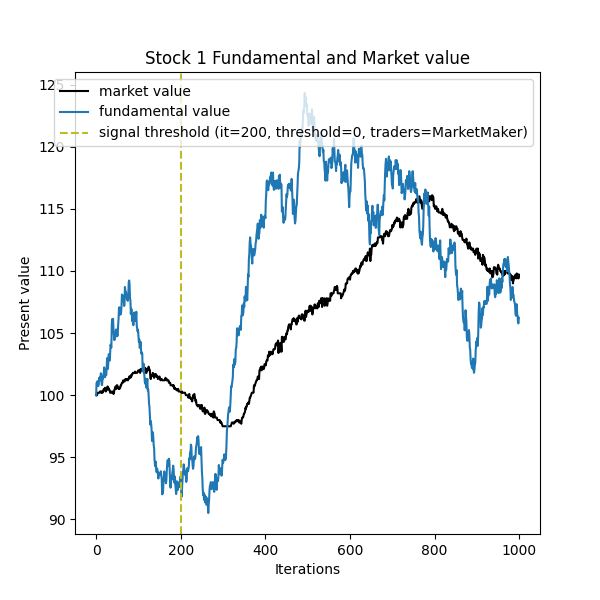 Stock 1 Fundamental and Market value
market value
fundamental value
signal threshold (it=200, threshold=0, traders=MarketMaker)
Present value
125
120
115
110
105
100
95
90
0 200 400 600 800 1000
Iterations